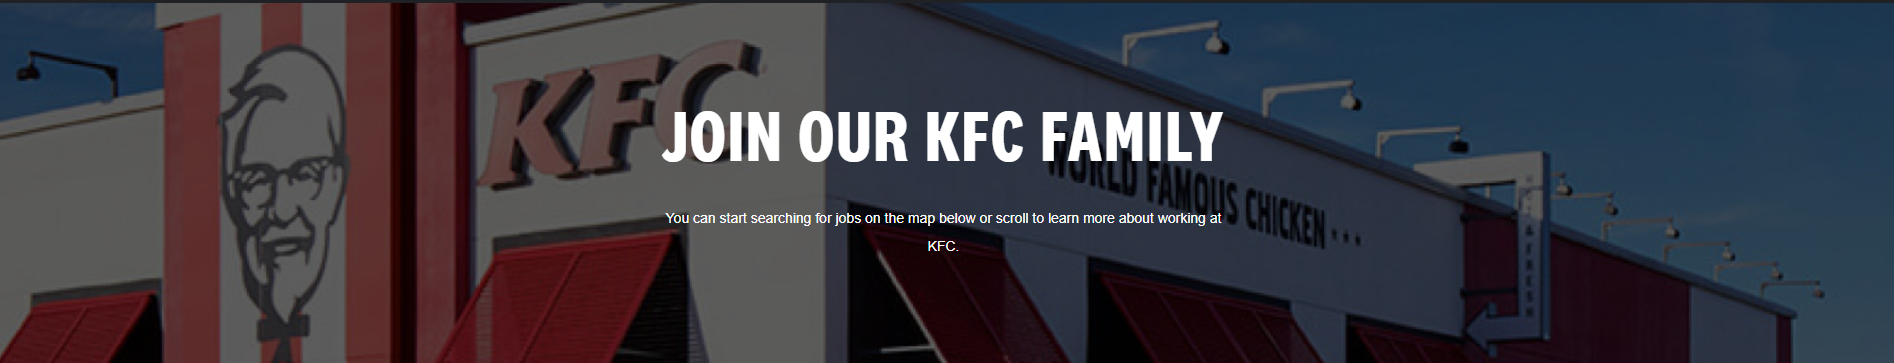 KFC
JOIN OUR KFC FAMILY
WORLD FAMOUS CHICKEN...
You can start searching for jobs on the map below or scroll to learn more about working at
KFC.